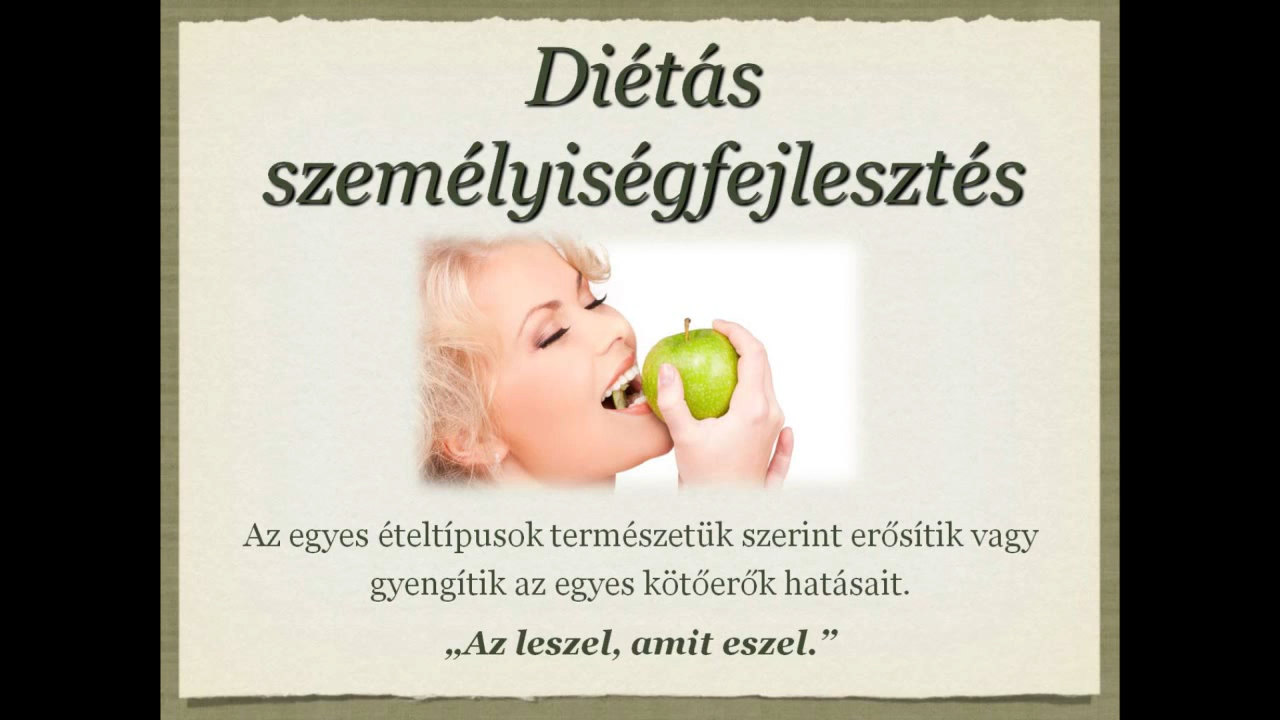 Diétás
személyiségfejlesztés
Az egyes ételtípusok természetük szerint erősítik vagy
gyengítik az egyes kötőerők hatásait.
„Az leszel, amit eszel.”